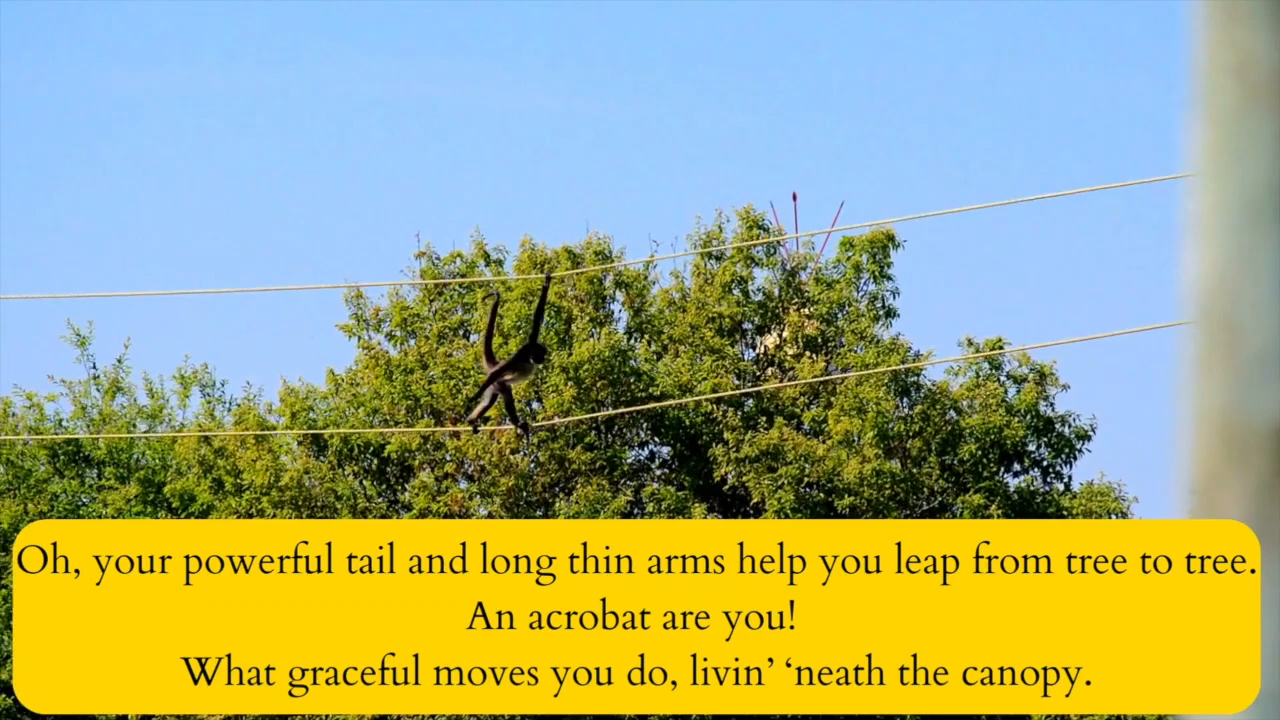 Oh, your powerful tail and long thin arms help you leap from tree to tree.
An acrobat are you!
What graceful moves you do, livin’ ‘neath the canopy.